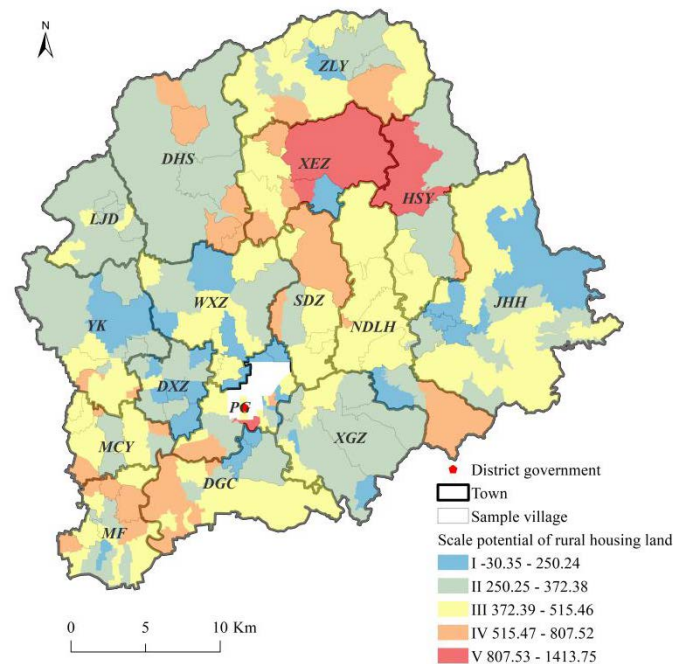 N
ZLY
DHS
XEZ
HSY
LJD
WXZ
SDZ
JHH
YK
NDLH
DXZ
PG
XGZ
MCY
DGC
MF
District government
Town
Sample village
Scale potential of rural housing land
I -30.35 - 250.24
II 250.25 - 372.38
III 372.39 - 515.46
IV 515.47 - 807.52
V 807.53 - 1413.75
0 5 10 Km